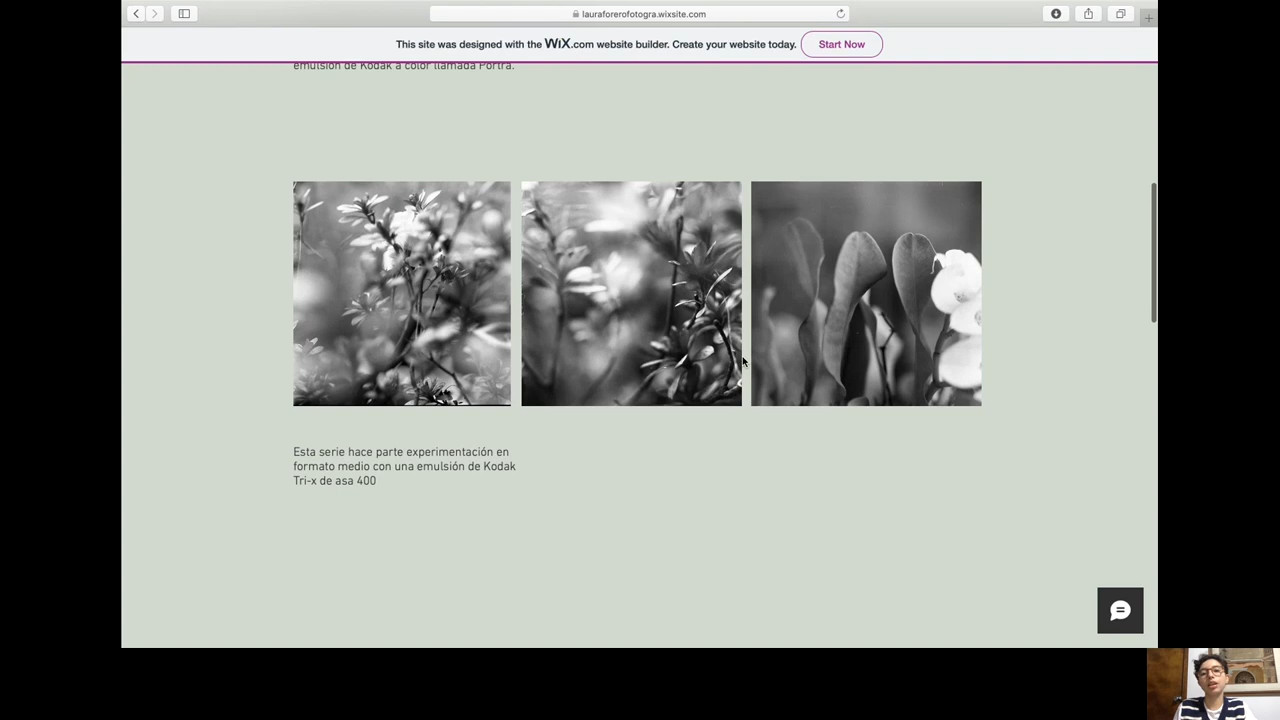 lauraforerofotogra.wixsite.com
This site was designed with the WiX.com website builder. Create your website today. Start Now
emulsión de Kodak a color llamada Portra.
Esta serie hace parte experimentación en
formato medio con una emulsión de Kodak
Tri-x de asa 400